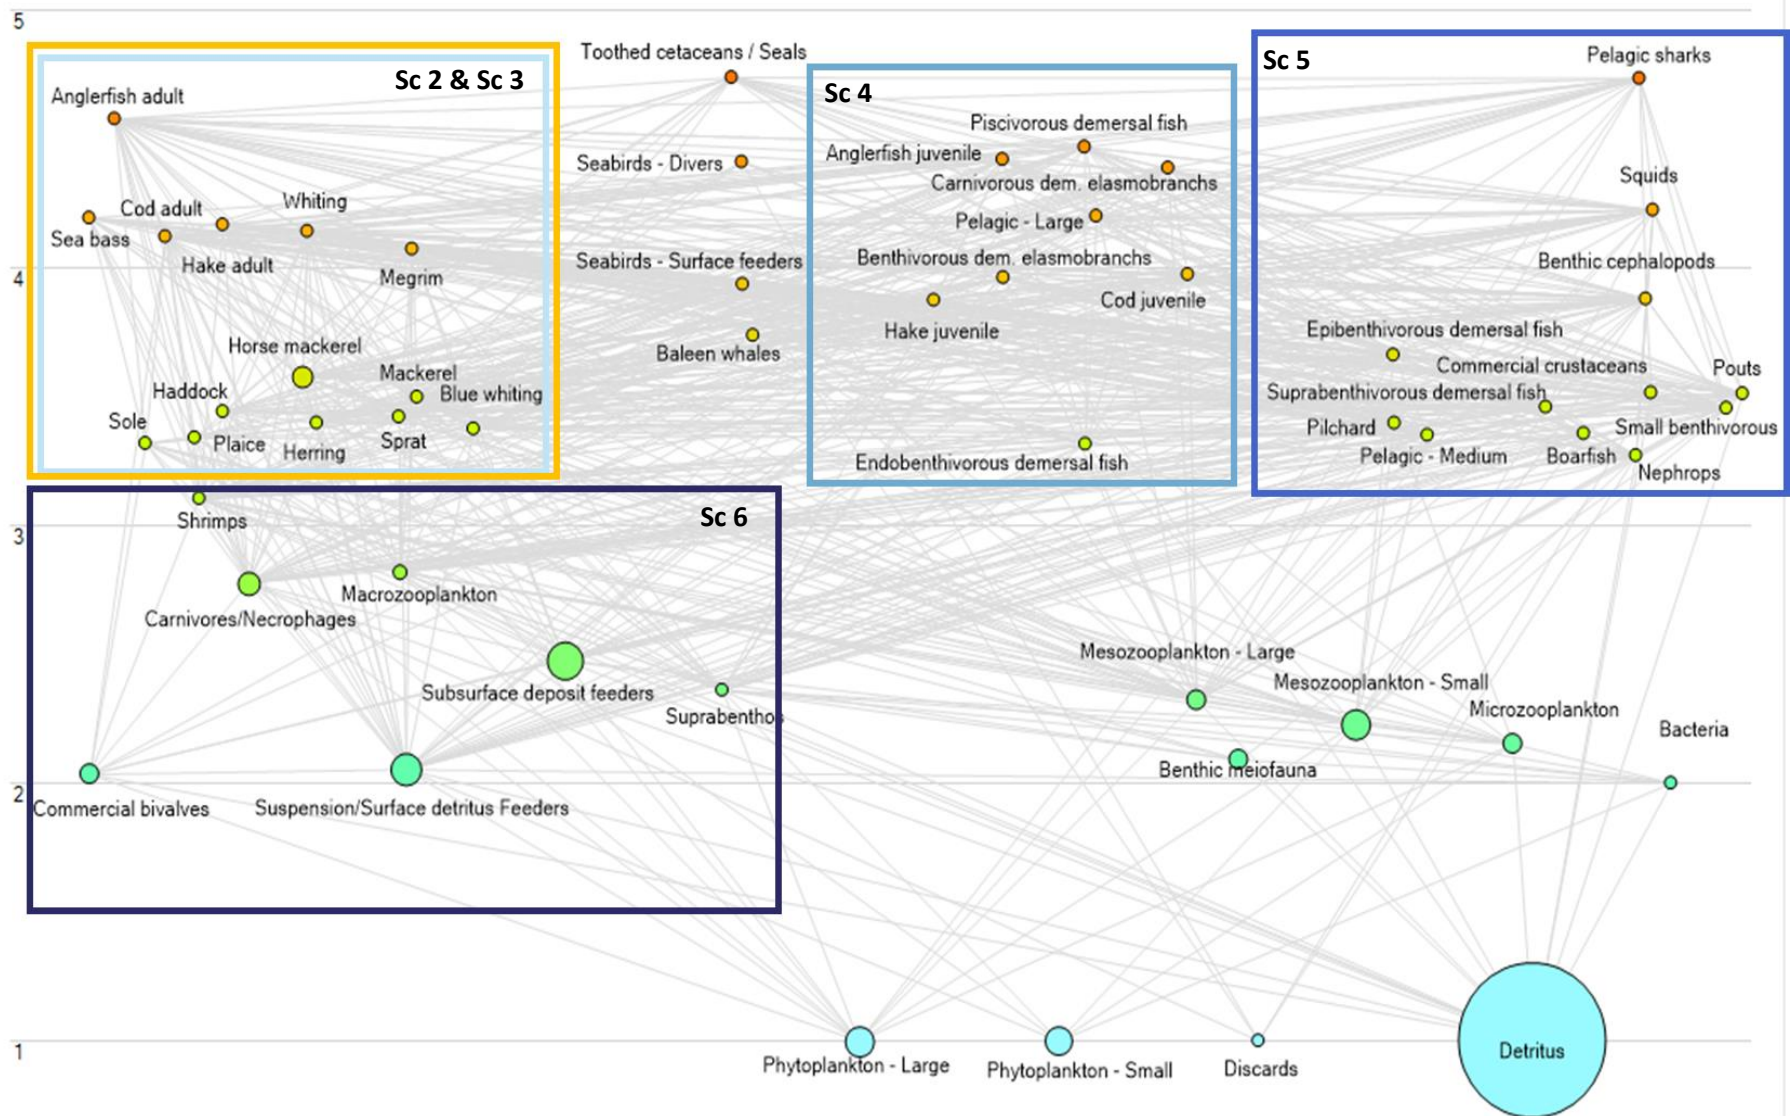 5
Toothed cetaceans / Seals
Pelagic sharks
Sc 5
Sc 2 & Sc 3
Sc 4
Anglerfish adult
Piscivorous demersal fish
Anglerfish juvenile
Seabirds - Divers
Squids
Carnivorous dem. elasmobranchs
Whiting
Cod adult
Pelagic - Large
Sea bass
Benthivorous dem. elasmobranchs
Seabirds - Surface feeders
Benthic cephalopods
Hake adult
4
Megrim
Cod juvenile
Epibenthivorous demersal fish
Hake juvenile
Horse mackerel
Baleen whales
Commercial crustaceans
Pouts
Mackerel
Haddock
Suprabenthivorous demersal fish
Blue whiting
Sole
Pilchard
Small benthivorous
Plaice
Sprat
Herring
Pelagic - Medium
Boarfish
Endobenthivorous demersal fish
Nephrops
Sc 6
Shrimps
3
Macrozooplankton
Carnivores/Necrophages
Mesozooplankton - Large
Mesozooplankton - Small
Subsurface deposit feeders
Microzooplankton
Suprabenthos
Bacteria
Benthic meiofauna
2
Commercial bivalves
Suspension/Surface detritus Feeders
1
Detritus
Phytoplankton - Large
Phytoplankton - Small
Discards